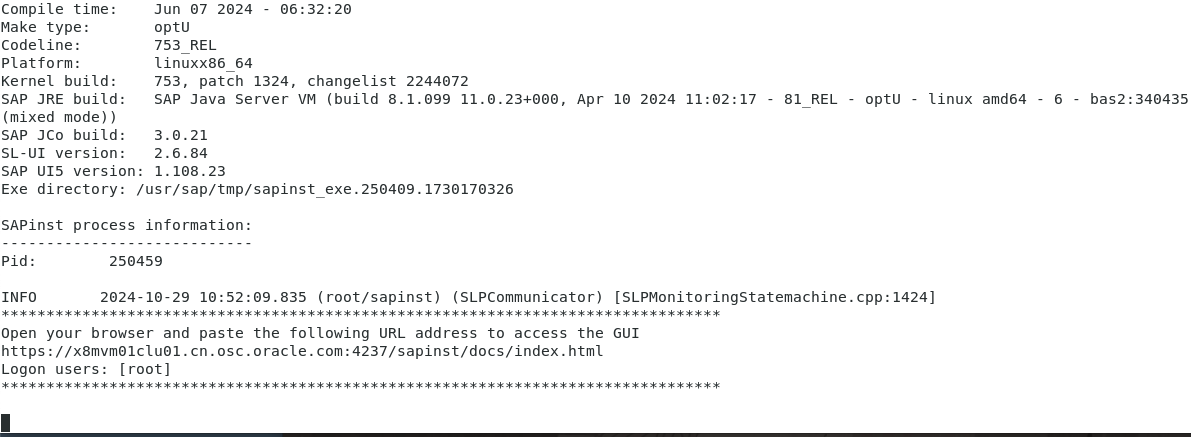 Compile time:    Jun 07 2024 - 06:32:20
Make type:       optU
Codeline:        753_REL
Platform:        linuxx86_64
Kernel build:    753, patch 1324, changelist 2244072
SAP JRE build:   SAP Java Server VM (build 8.1.099 11.0.23+000, Apr 10 2024 11:02:17 - 81_REL - optU - linux amd64 - 6 - bas2:340435
(mixed mode))
SAP JCo build:   3.0.21
SL-UI version:   2.6.84
SAP UI5 version: 1.108.23
Exe directory: /usr/sap/tmp/sapinst_exe.250409.1730170326
SAPinst process information:
----------------------------
Pid:        250459
INFO       2024-10-29 10:52:09.835 (root/sapinst) (SLPCommunicator) [SLPMonitoringStatemachine.cpp:1424]
********************************************************************************
Open your browser and paste the following URL address to access the GUI
https://x8mvm01clu01.cn.osc.oracle.com:4237/sapinst/docs/index.html
Logon users: [root]
********************************************************************************